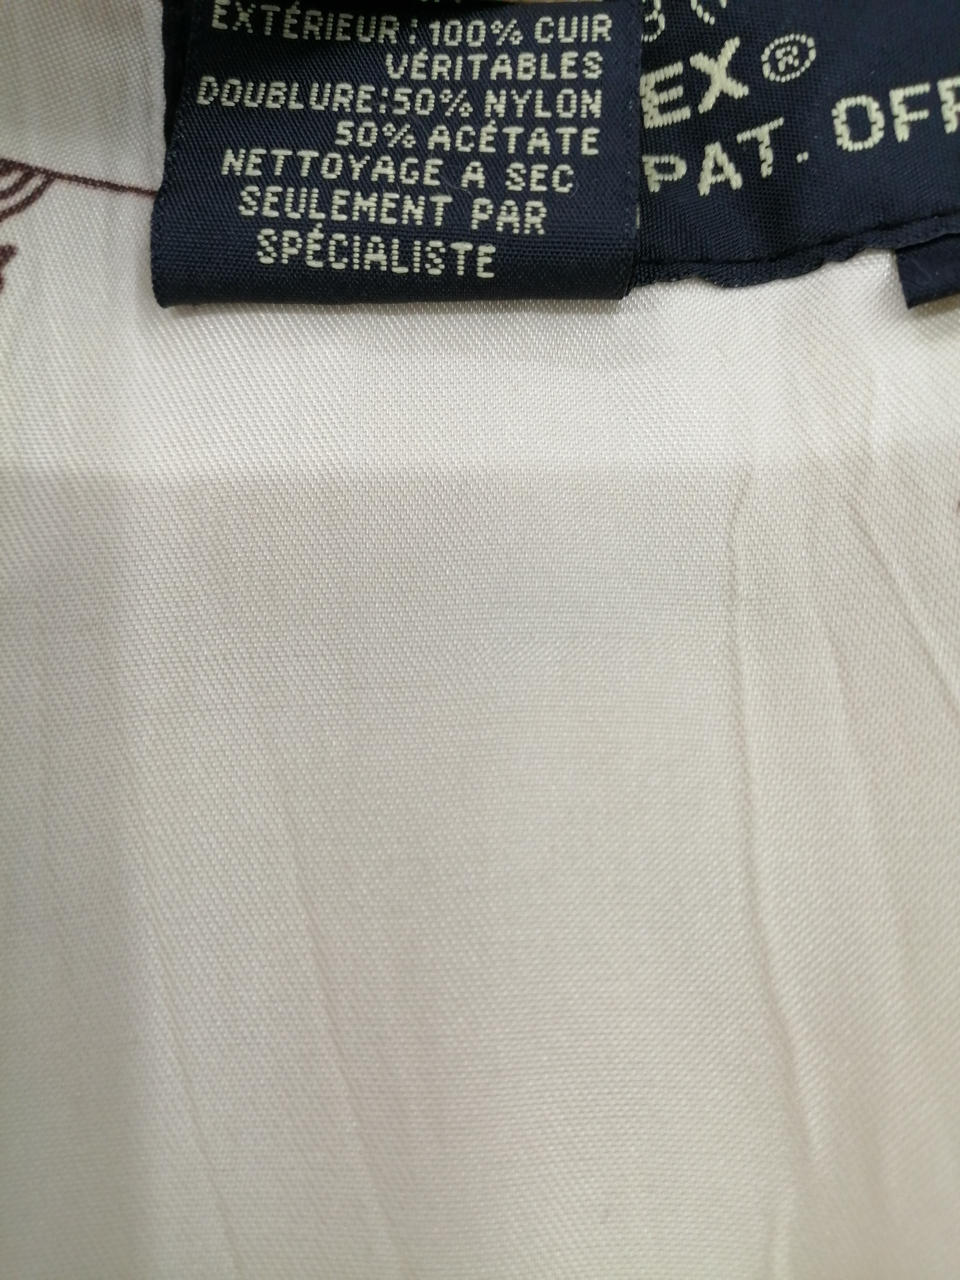 EXTÉRIEUR: 100% CUIR
VÉRITABLES
DOUBLURE: 50% NYLON
50% ACÉTATE
NETTOYAGE A SEC
SEULEMENT PAR
SPÉCIALISTE
EX®
PAT. OFF